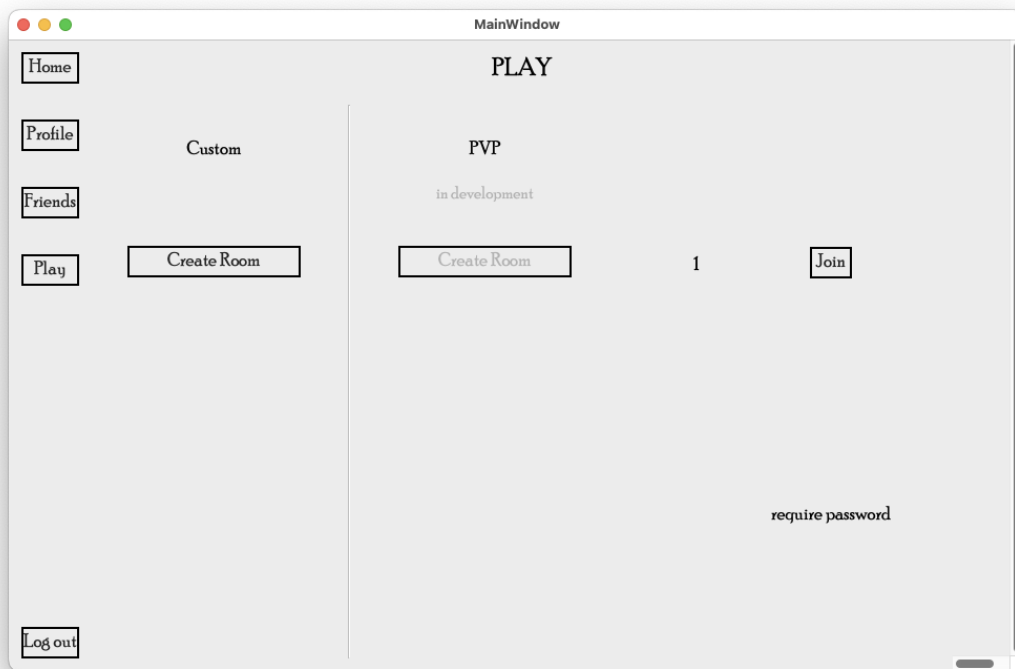 MainWindow
Home
PLAY
Profile
Custom
PVP
Friends
in development
Play
Create Room
Create Room
1
Join
require password
Log out